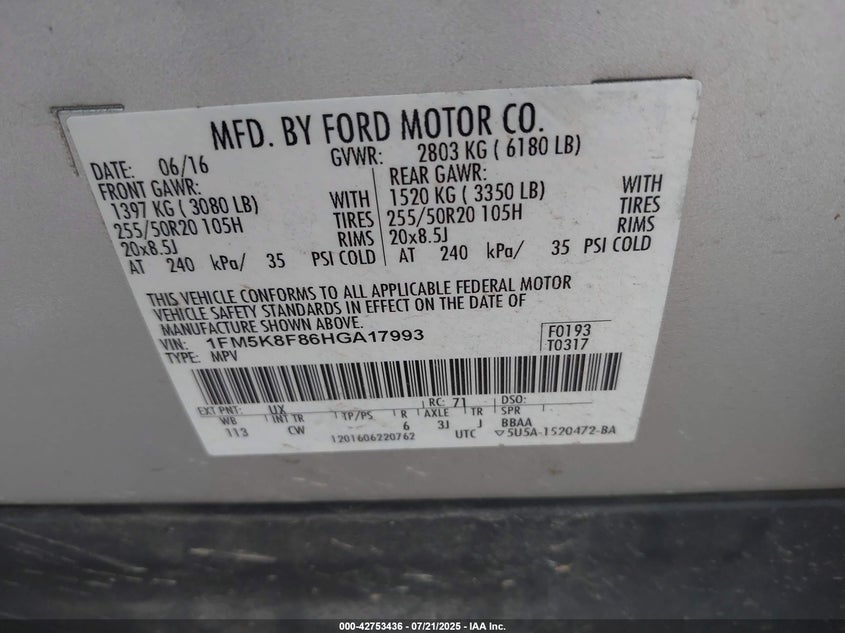 MFD. BY FORD MOTOR CO.
DATE: 06/16 GVWR: 2803 KG ( 6180 LB)
FRONT GAWR: REAR GAWR:
1397 KG ( 3080 LB) WITH 1520 KG ( 3350 LB) WITH
255/50R20 105H TIRES 255/50R20 105H TIRES
20x8.5J RIMS 20x8.5J RIMS
AT 240 kPa/ 35 PSI COLD AT 240 kPa/ 35 PSI COLD
THIS VEHICLE CONFORMS TO ALL APPLICABLE FEDERAL MOTOR
VEHICLE SAFETY STANDARDS IN EFFECT ON THE DATE OF
MANUFACTURE SHOWN ABOVE.
VIN: 1FM5K8F86HGA17993 F0193
TYPE: MPV T0317
EXT PNT: UX RC: 71 DSO:
WB INT TR TP/PS R AXLE TR SPR
113 CW 6 3J J BBAA
1201606220762 UTC ▽5U5A-1520472-BA
000-42753436 - 07/21/2025 - IAA Inc.